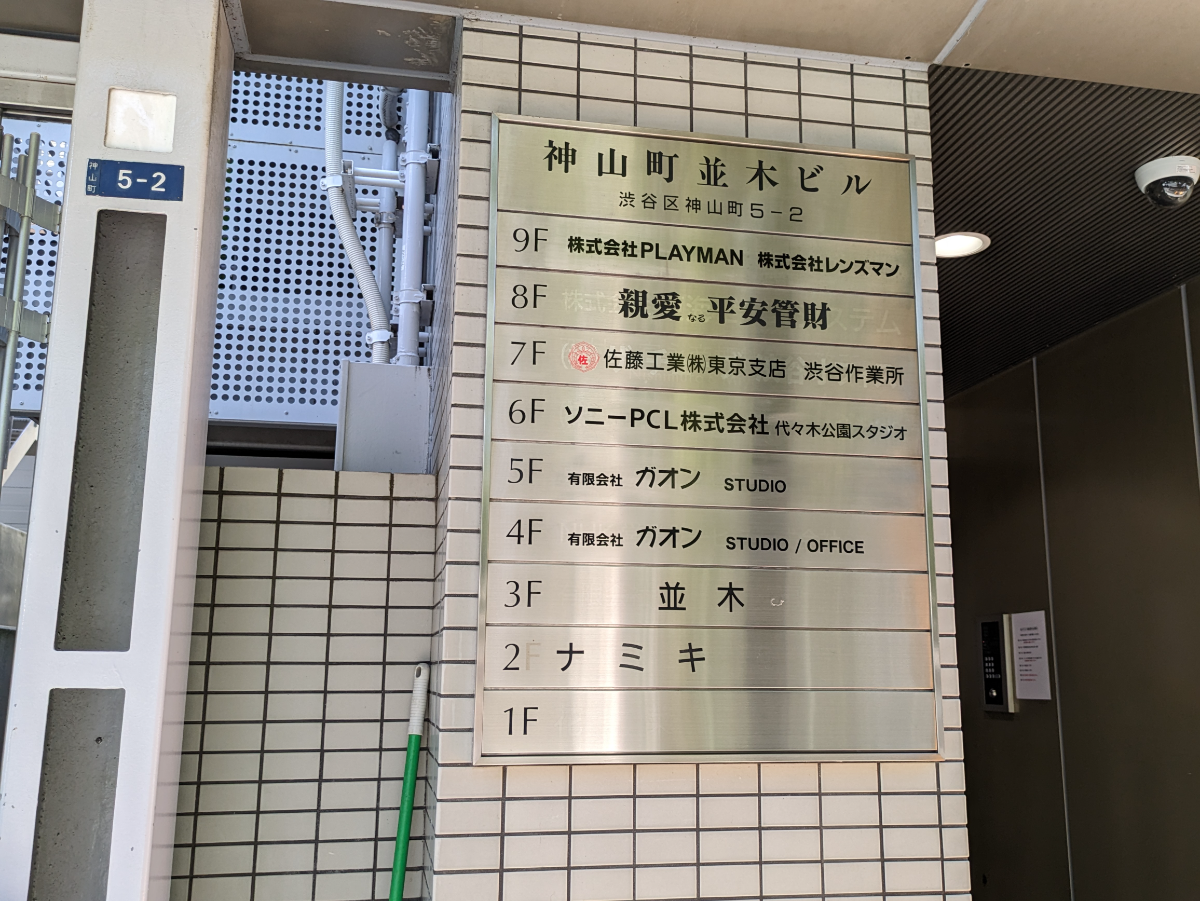 神山町
5-2
神山町並木ビル
渋谷区神山町5-2
9F 株式会社PLAYMAN 株式会社レンズマン
8F 親愛なる平安管財
7F 佐 佐藤工業㈱東京支店 渋谷作業所
6F ソニーPCL株式会社 代々木公園スタジオ
5F 有限会社 ガオン STUDIO
4F 有限会社 ガオン STUDIO / OFFICE
3F 並木
2F ナミキ
1F